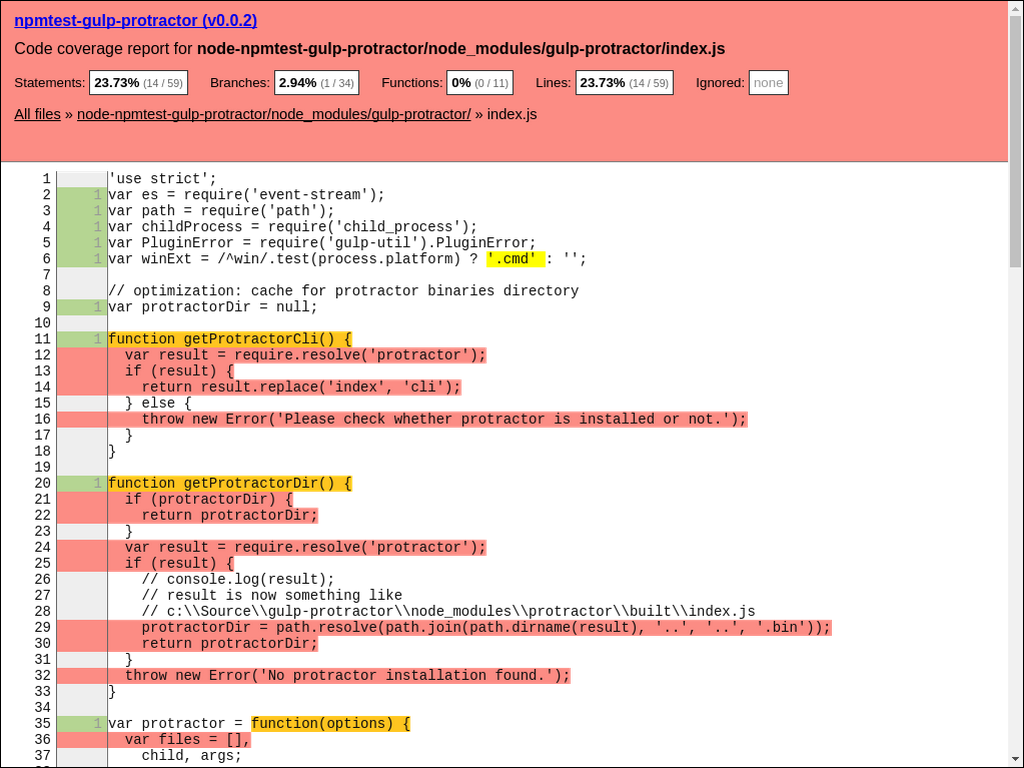 npmtest-gulp-protractor (v0.0.2)
Code coverage report for node-npmtest-gulp-protractor/node_modules/gulp-protractor/index.js
Statements: 23.73% (14 / 59) Branches: 2.94% (1 / 34) Functions: 0% (0 / 11) Lines: 23.73% (14 / 59) Ignored: none
All files » node-npmtest-gulp-protractor/node_modules/gulp-protractor/ » index.js
1 'use strict';
2 1 var es = require('event-stream');
3 1 var path = require('path');
4 1 var childProcess = require('child_process');
5 1 var PluginError = require('gulp-util').PluginError;
6 1 var winExt = /^win/.test(process.platform) ? '.cmd' : '';
7
8 // optimization: cache for protractor binaries directory
9 1 var protractorDir = null;
10
11 1 function getProtractorCli() {
12 var result = require.resolve('protractor');
13 if (result) {
14 return result.replace('index', 'cli');
15 } else {
16 throw new Error('Please check whether protractor is installed or not.');
17 }
18 }
19
20 1 function getProtractorDir() {
21 if (protractorDir) {
22 return protractorDir;
23 }
24 var result = require.resolve('protractor');
25 if (result) {
26 // console.log(result);
27 // result is now something like
28 // c:\\Source\\gulp-protractor\\node_modules\\protractor\\built\\index.js
29 protractorDir = path.resolve(path.join(path.dirname(result), '..', '..', '.bin'));
30 return protractorDir;
31 }
32 throw new Error('No protractor installation found.');
33 }
34
35 1 var protractor = function(options) {
36 var files = [],
37 child, args;